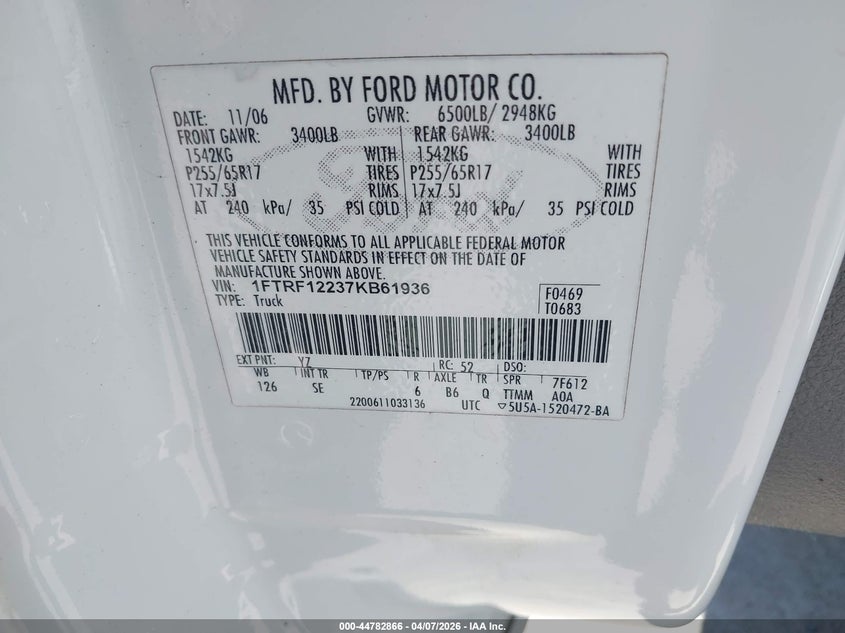 MFD. BY FORD MOTOR CO.
DATE: 11/06 GVWR: 6500LB/ 2948KG
FRONT GAWR: 3400LB REAR GAWR: 3400LB
1542KG WITH 1542KG WITH
P255/65R17 TIRES P255/65R17 TIRES
17x7.5J RIMS 17x7.5J RIMS
AT 240 kPa/ 35 PSI COLD AT 240 kPa/ 35 PSI COLD
THIS VEHICLE CONFORMS TO ALL APPLICABLE FEDERAL MOTOR
VEHICLE SAFETY STANDARDS IN EFFECT ON THE DATE OF
MANUFACTURE SHOWN ABOVE.
VIN: 1FTRF12237KB61936 F0469
TYPE: Truck T0683
EXT PNT: YZ RC: 52 DSO:
WB INT TR TP/PS R AXLE TR SPR 7F612
126 SE 6 B6 Q TTMM A0A
2200611033136 UTC ▽5U5A-1520472-BA
000-44782866 - 04/07/2026 - IAA Inc.